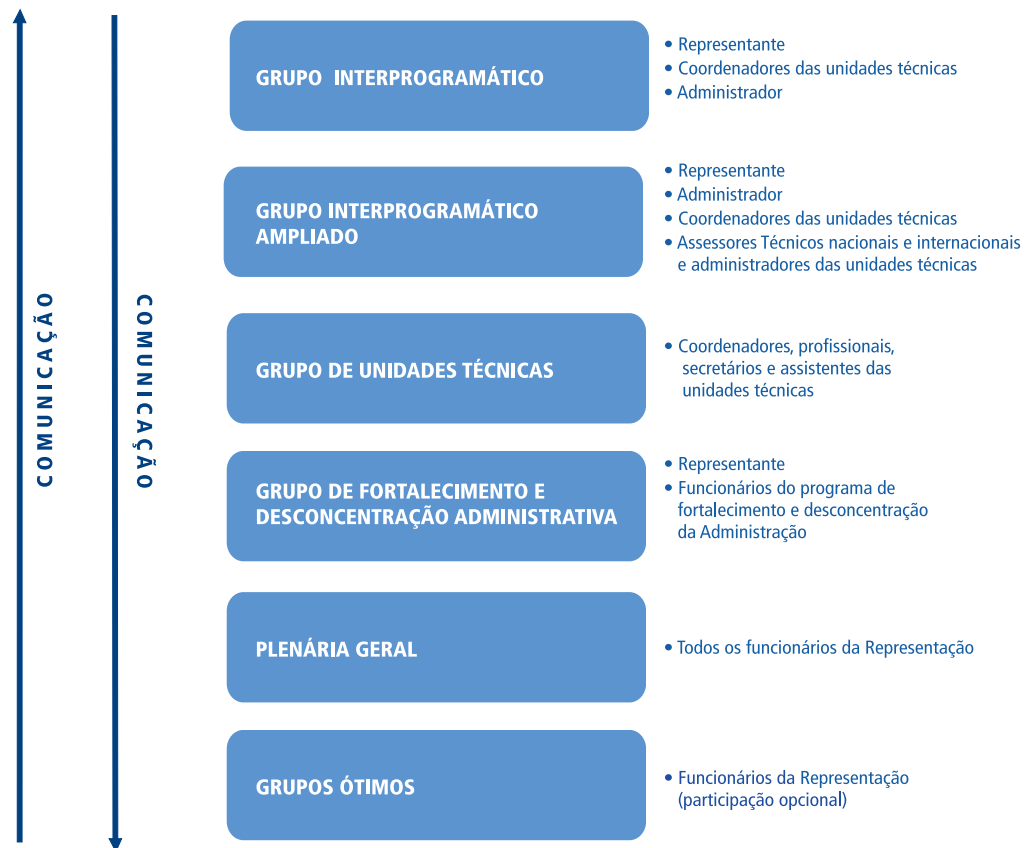 COMUNICAÇÃO
COMUNICAÇÃO
GRUPO INTERPROGRAMÁTICO
• Representante
• Coordenadores das unidades técnicas
• Administrador
GRUPO INTERPROGRAMÁTICO
AMPLIADO
• Representante
• Administrador
• Coordenadores das unidades técnicas
• Assessores Técnicos nacionais e internacionais
e administradores das unidades técnicas
GRUPO DE UNIDADES TÉCNICAS
• Coordenadores, profissionais,
secretários e assistentes das
unidades técnicas
GRUPO DE FORTALECIMENTO E
DESCONCENTRAÇÃO ADMINISTRATIVA
• Representante
• Funcionários do programa de
fortalecimento e desconcentração
da Administração
PLENÁRIA GERAL
• Todos os funcionários da Representação
GRUPOS ÓTIMOS
• Funcionários da Representação
(participação opcional)